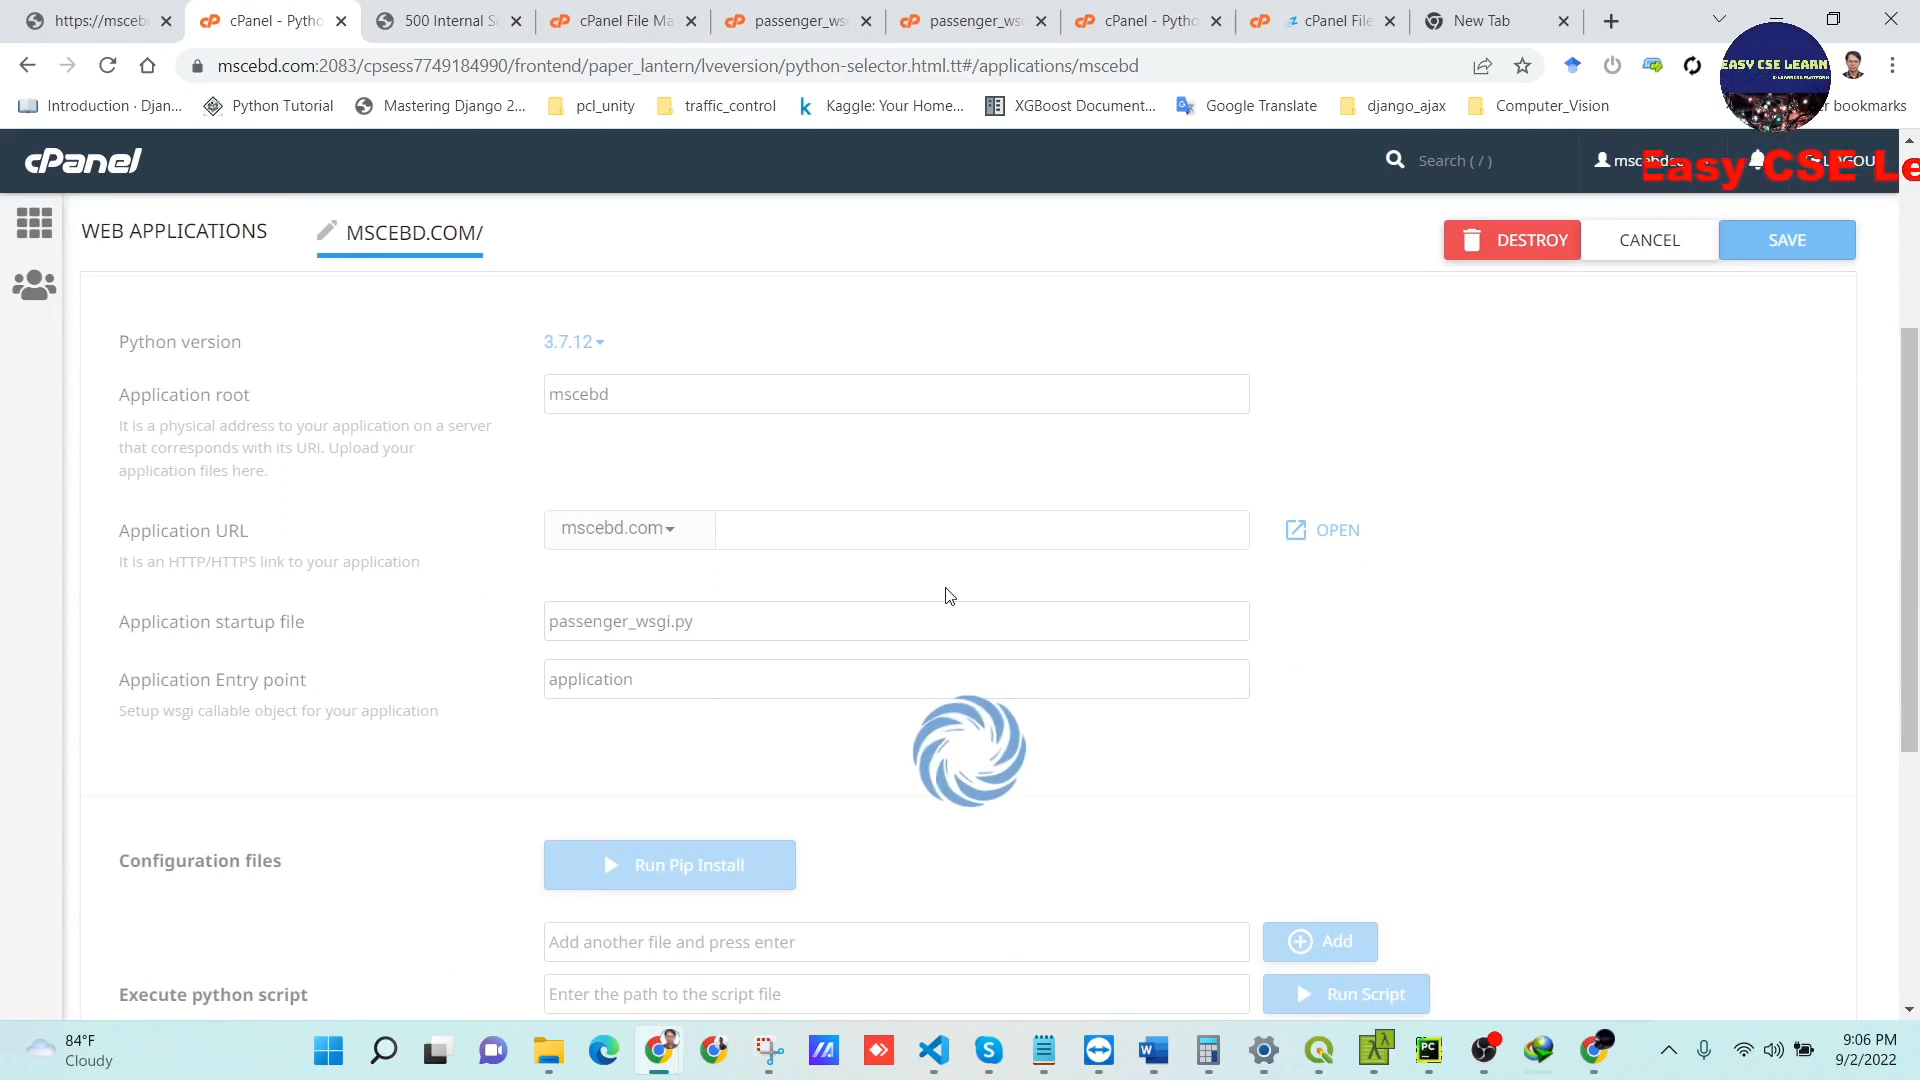 https://msceb
cPanel - Pytho
500 Internal S
cPanel File Ma
passenger_ws
passenger_ws
cPanel - Pytho
cPanel File
New Tab
mscebd.com:2083/cpsess7749184990/frontend/paper_lantern/lveversion/python-selector.html.tt#/applications/mscebd
EASY CSE LEARN
Introduction · Djan...
Python Tutorial
Mastering Django 2...
pcl_unity
traffic_control
Kaggle: Your Home...
XGBoost Document...
Google Translate
django_ajax
Computer_Vision
er bookmarks
cPanel
Search ( / )
LOGOU
Easy CSE Le
WEB APPLICATIONS
MSCEBD.COM/
DESTROY
CANCEL
SAVE
Python version
3.7.12
Application root
mscebd
It is a physical address to your application on a server
that corresponds with its URI. Upload your
application files here.
Application URL
mscebd.com
OPEN
It is an HTTP/HTTPS link to your application
Application startup file
passenger_wsgi.py
Application Entry point
application
Setup wsgi callable object for your application
Configuration files
Run Pip Install
Add another file and press enter
Add
Execute python script
Enter the path to the script file
Run Script
84°F
Cloudy
9:06 PM
9/2/2022